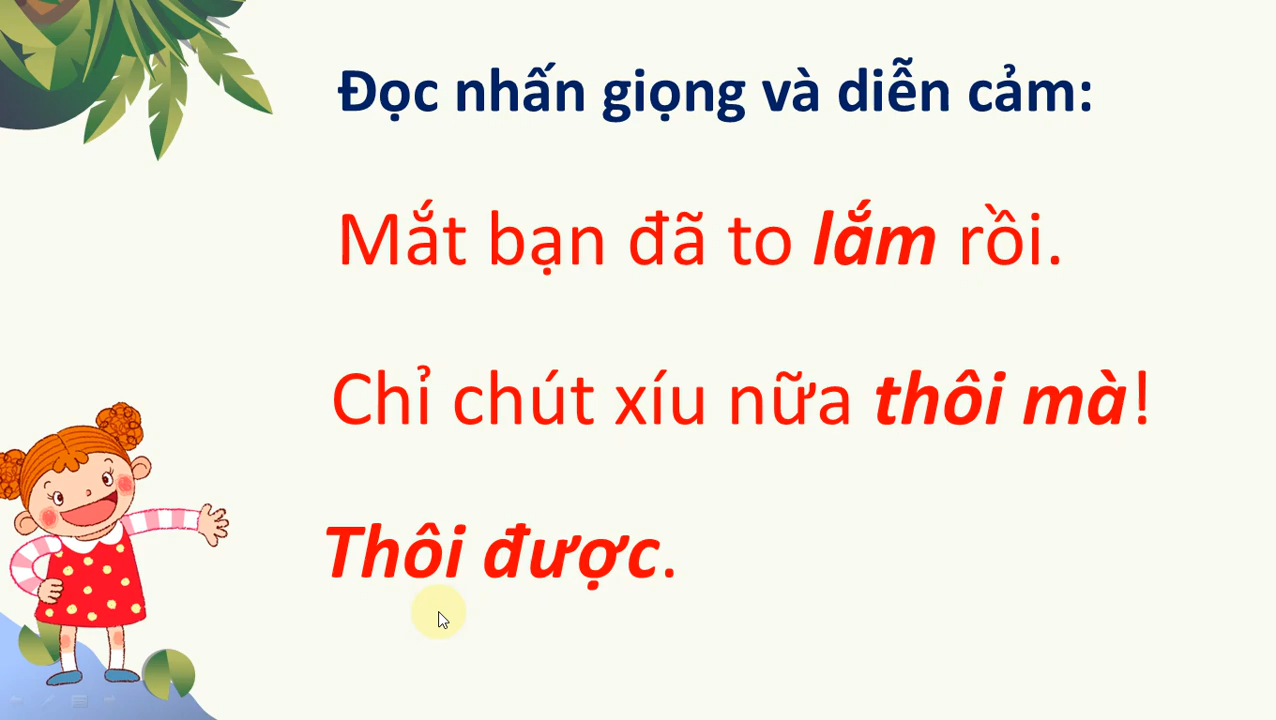 Đọc nhấn giọng và diễn cảm:
Mắt bạn đã to lắm rồi.
Chỉ chút xíu nữa thôi mà!
Thôi được.